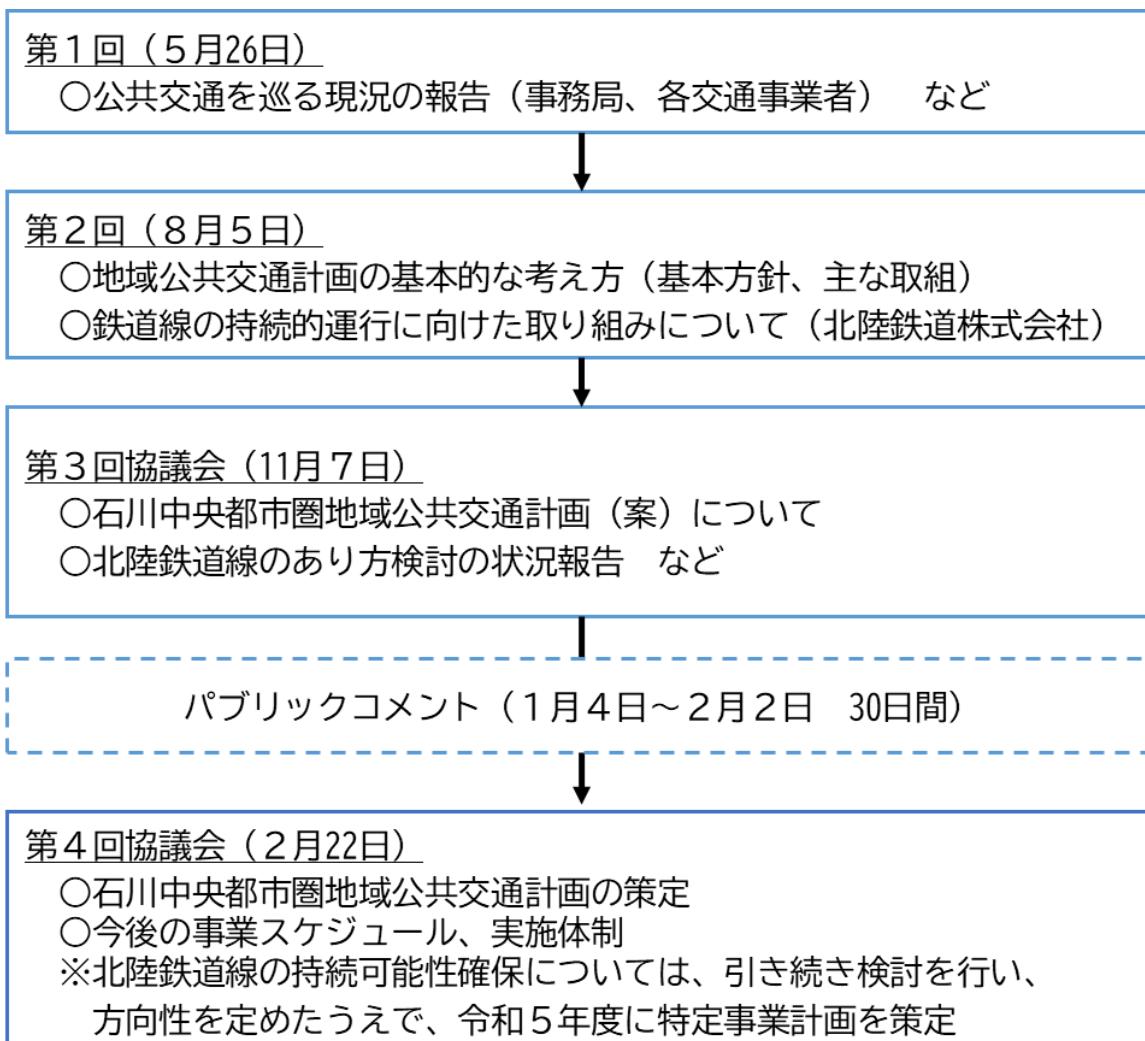 第１回（５月26日）
○公共交通を巡る現況の報告（事務局、各交通事業者）　など
第２回（８月５日）
○地域公共交通計画の基本的な考え方（基本方針、主な取組）
○鉄道線の持続的運行に向けた取り組みについて（北陸鉄道株式会社）
第３回協議会（11月７日）
○石川中央都市圏地域公共交通計画（案）について
○北陸鉄道線のあり方検討の状況報告　など
パブリックコメント（１月４日～２月２日　30日間）
第４回協議会（２月22日）
○石川中央都市圏地域公共交通計画の策定
○今後の事業スケジュール、実施体制
※北陸鉄道線の持続可能性確保については、引き続き検討を行い、
方向性を定めたうえで、令和５年度に特定事業計画を策定